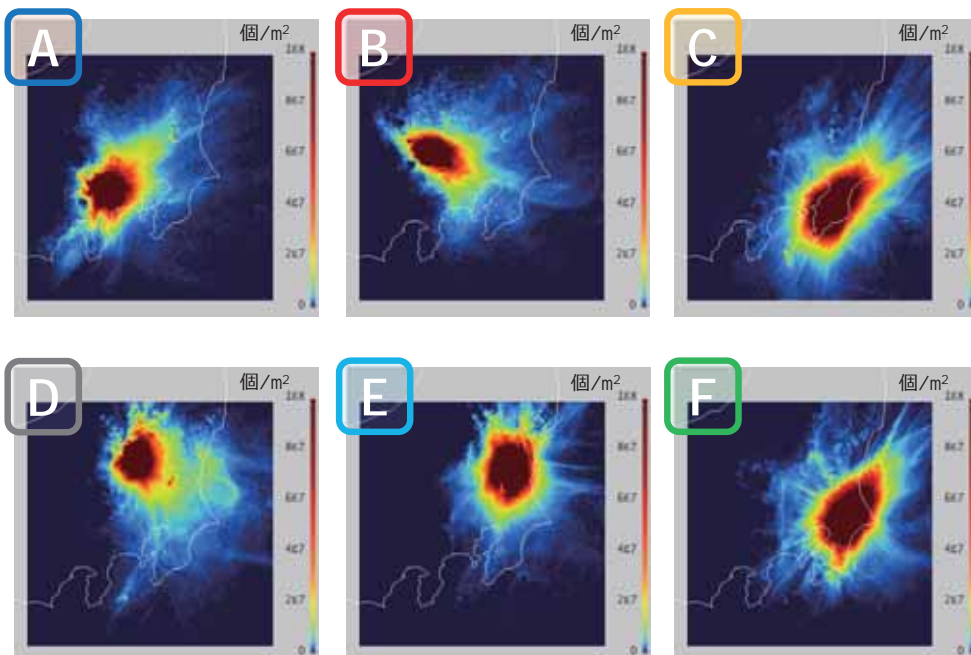 A 個/m² B 個/m² C 個/m²
1E8 1E8 1E8
8E7 8E7 8E7
6E7 6E7 6E7
4E7 4E7 4E7
2E7 2E7 2E7
0 0 0
D 個/m² E 個/m² F 個/m²
1E8 1E8 1E8
8E7 8E7 8E7
6E7 6E7 6E7
4E7 4E7 4E7
2E7 2E7 2E7
0 0 0